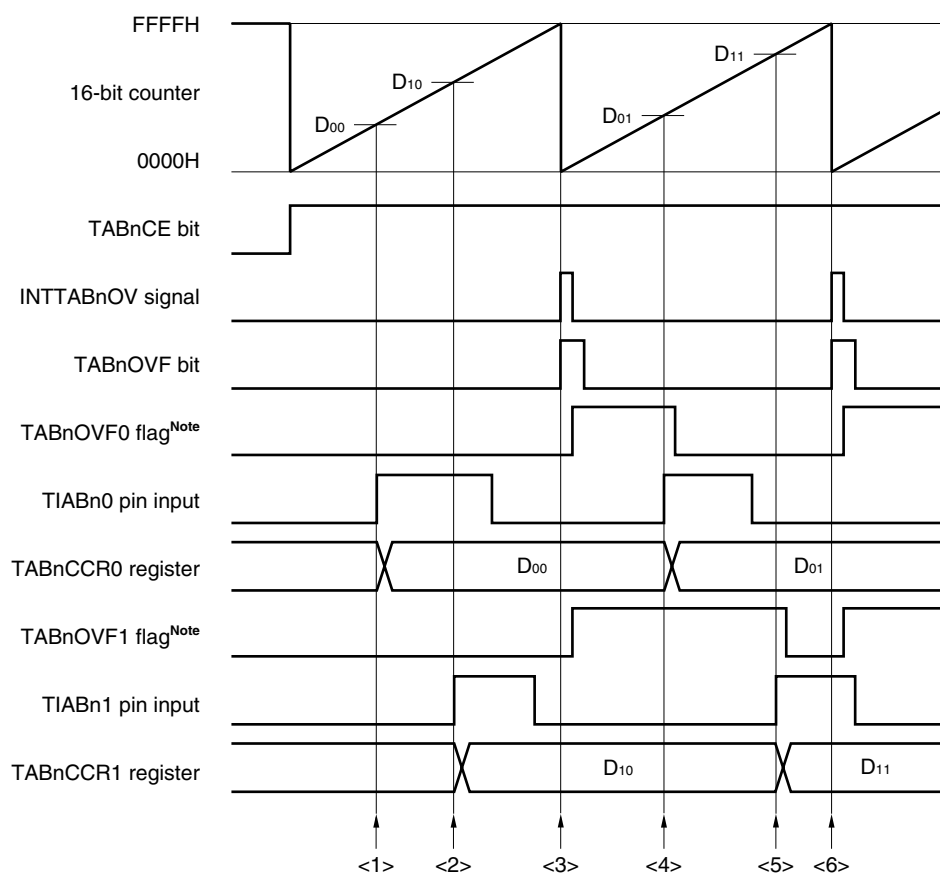 FFFFH
D10
D11
16-bit counter
D00
D01
0000H
TABnCE bit
INTTABnOV signal
TABnOVF bit
TABnOVF0 flagNote
TIABn0 pin input
TABnCCR0 register
D00
D01
TABnOVF1 flagNote
TIABn1 pin input
TABnCCR1 register
D10
D11
<1> <2> <3> <4> <5> <6>